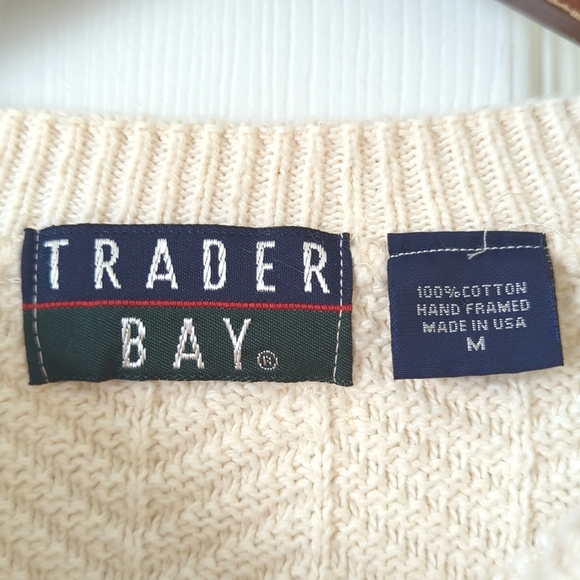 TRADER
BAY®
100% COTTON
HAND FRAMED
MADE IN USA
M